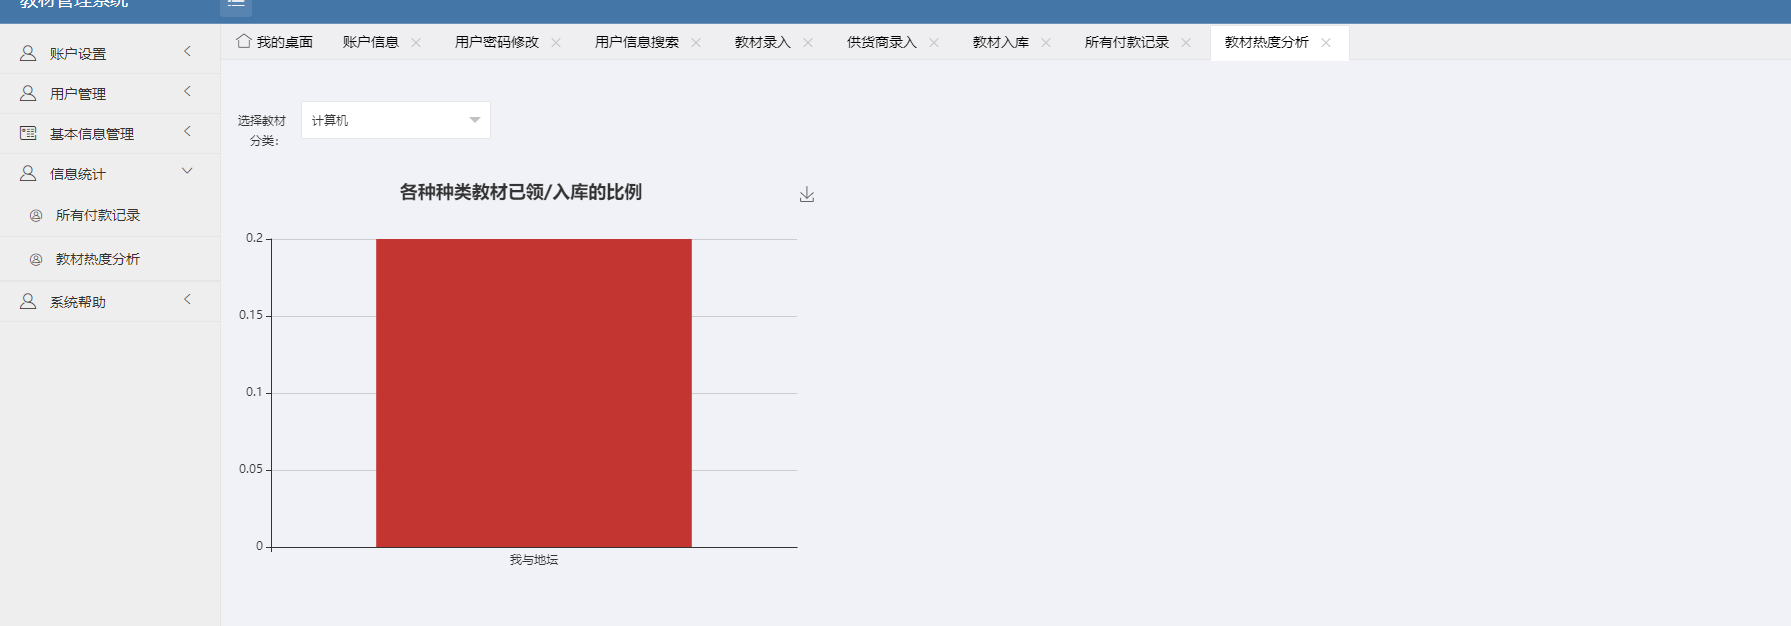 教材管理系统
我的桌面 账户信息 用户密码修改 用户信息搜索 教材录入 供货商录入 教材入库 所有付款记录 教材热度分析
账户设置
用户管理
基本信息管理
信息统计
所有付款记录
教材热度分析
系统帮助
选择教材
分类：
计算机
各种种类教材已领/入库的比例
0.2
0.15
0.1
0.05
0
我与地坛